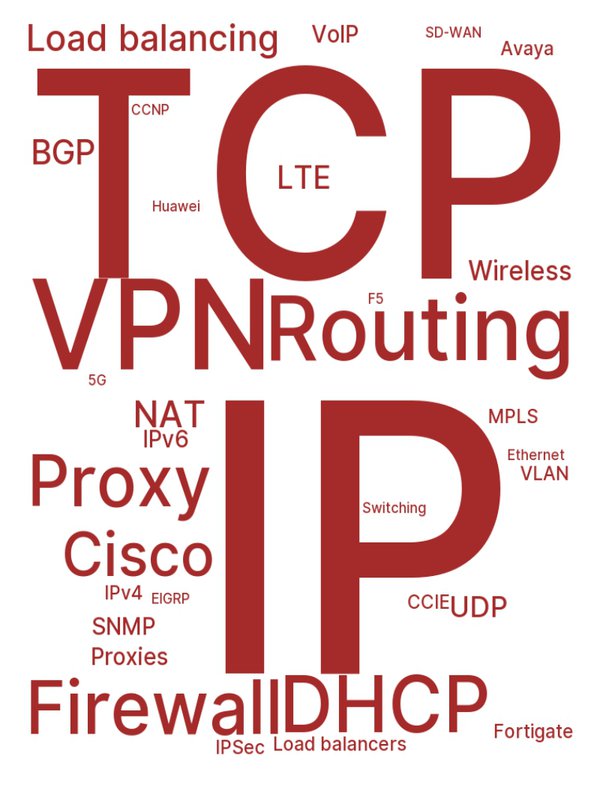 Load balancing
VoIP
SD-WAN
Avaya
TCP
CCNP
BGP
LTE
Huawei
Wireless
VPN
Routing
F5
5G
NAT
IPv6
IP
MPLS
Ethernet
VLAN
Proxy
Switching
Cisco
IPv4
EIGRP
CCIE
UDP
SNMP
Proxies
Firewall
DHCP
Fortigate
IPSec
Load balancers